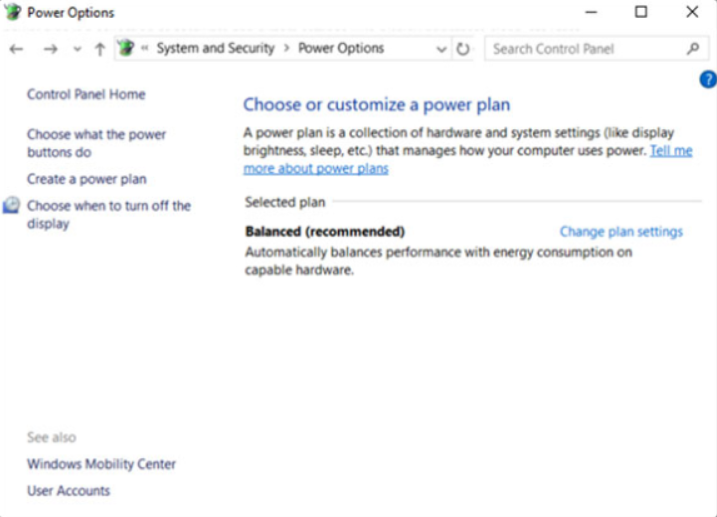 Power Options
« System and Security > Power Options
Search Control Panel
Control Panel Home
Choose what the power
buttons do
Create a power plan
Choose when to turn off the
display
See also
Windows Mobility Center
User Accounts
?
Choose or customize a power plan
A power plan is a collection of hardware and system settings (like display
brightness, sleep, etc.) that manages how your computer uses power. Tell me
more about power plans
Selected plan
Balanced (recommended) Change plan settings
Automatically balances performance with energy consumption on
capable hardware.